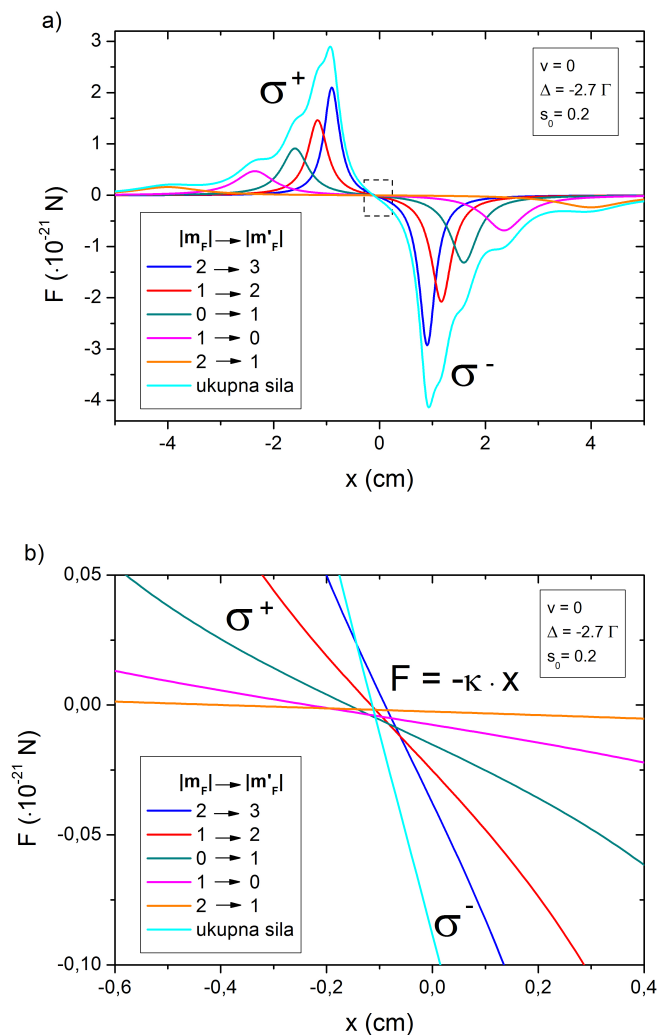 a)
3
2
1
0
-1
-2
-3
-4
F (·10⁻²¹ N)
σ⁺
v = 0
Δ = -2.7 Γ
s₀ = 0.2
|m_F| → |m'_F|
2 → 3
1 → 2
0 → 1
1 → 0
2 → 1
ukupna sila
σ⁻
-4 -2 0 2 4
x (cm)
b)
0,05
0,00
-0,05
-0,10
F (·10⁻²¹ N)
σ⁺
v = 0
Δ = -2.7 Γ
s₀ = 0.2
F = -κ · x
|m_F| → |m'_F|
2 → 3
1 → 2
0 → 1
1 → 0
2 → 1
ukupna sila
σ⁻
-0,6 -0,4 -0,2 0,0 0,2 0,4
x (cm)